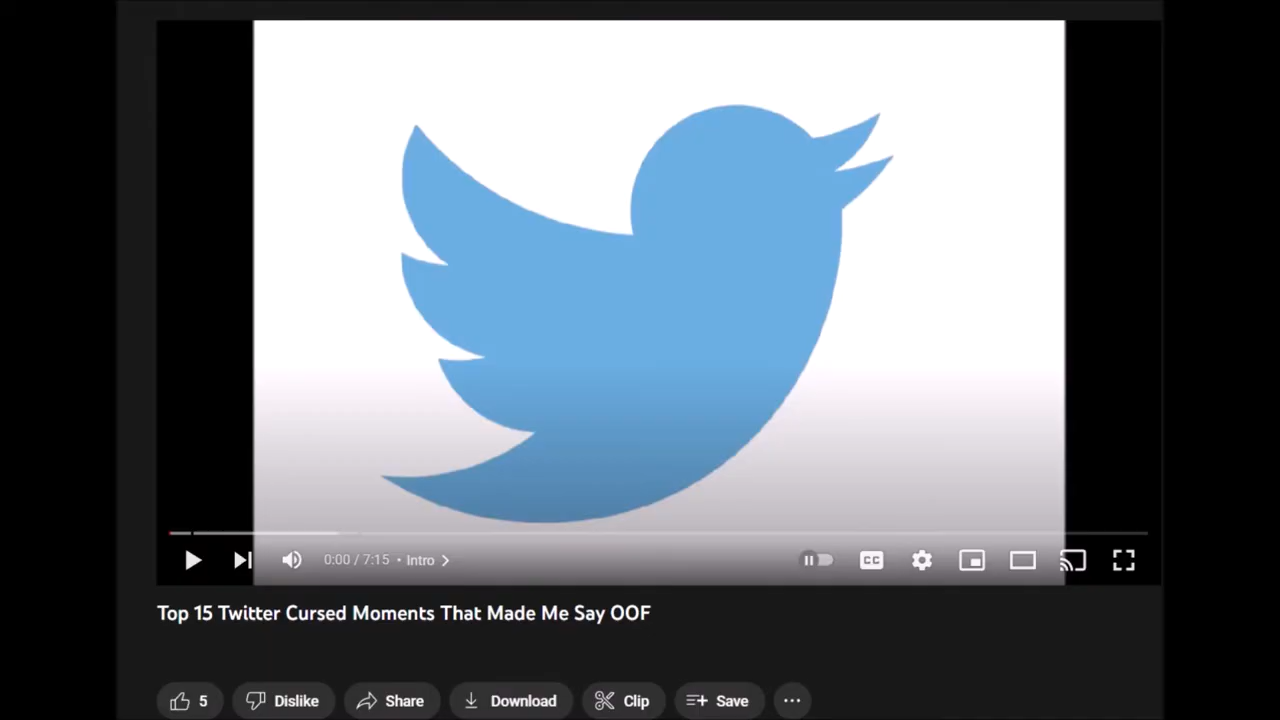 0:00 / 7:15 • Intro
CC
Top 15 Twitter Cursed Moments That Made Me Say OOF
5 Dislike Share Download Clip Save